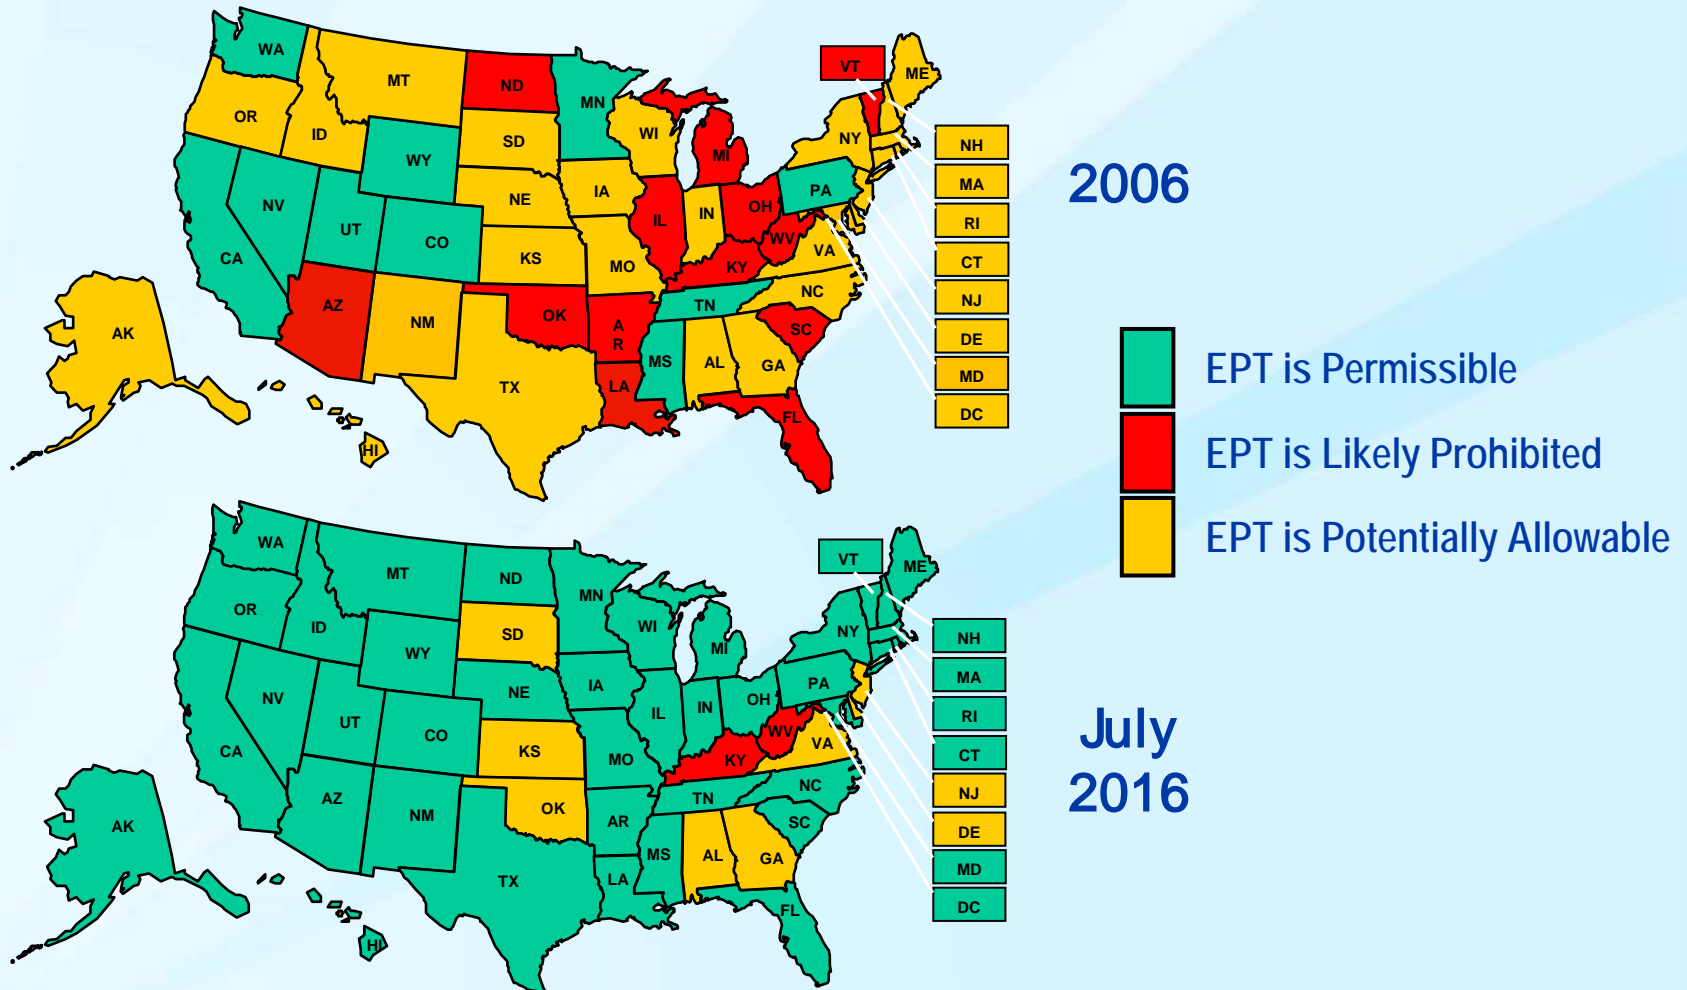 WA
MT
ND
MN
VT
ME
OR
ID
SD
WI
MI
NY
NH
WY
MA
NV
NE
IA
PA
RI
UT
CO
IL
IN
OH
CA
KS
MO
WV
VA
CT
KY
NJ
AZ
NM
OK
A
R
TN
NC
DE
AK
TX
LA
MS
AL
GA
SC
MD
FL
DC
HI
2006
EPT is Permissible
EPT is Likely Prohibited
EPT is Potentially Allowable
WA
MT
ND
MN
VT
ME
OR
ID
SD
WI
MI
NY
NH
WY
MA
NV
NE
IA
PA
RI
UT
CO
IL
IN
OH
CA
KS
MO
WV
VA
CT
KY
NJ
AZ
NM
OK
AR
TN
NC
DE
AK
TX
LA
MS
AL
GA
SC
MD
FL
DC
HI
July
2016